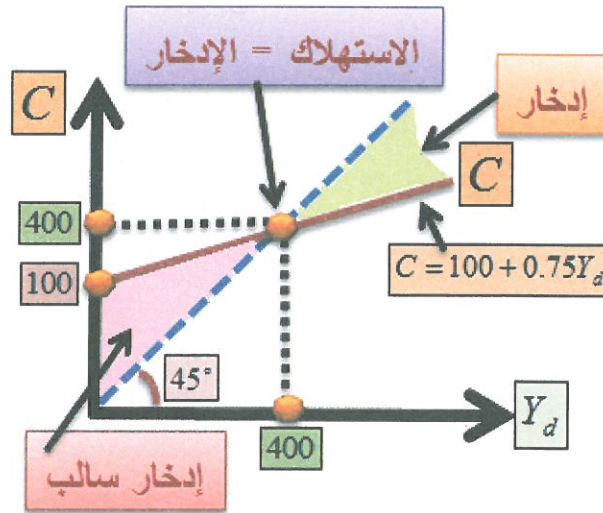 الاستهلاك = الإدخار
إدخار
C
C
400
100
C = 100 + 0.75Y_d
45°
Y_d
400
إدخار سالب